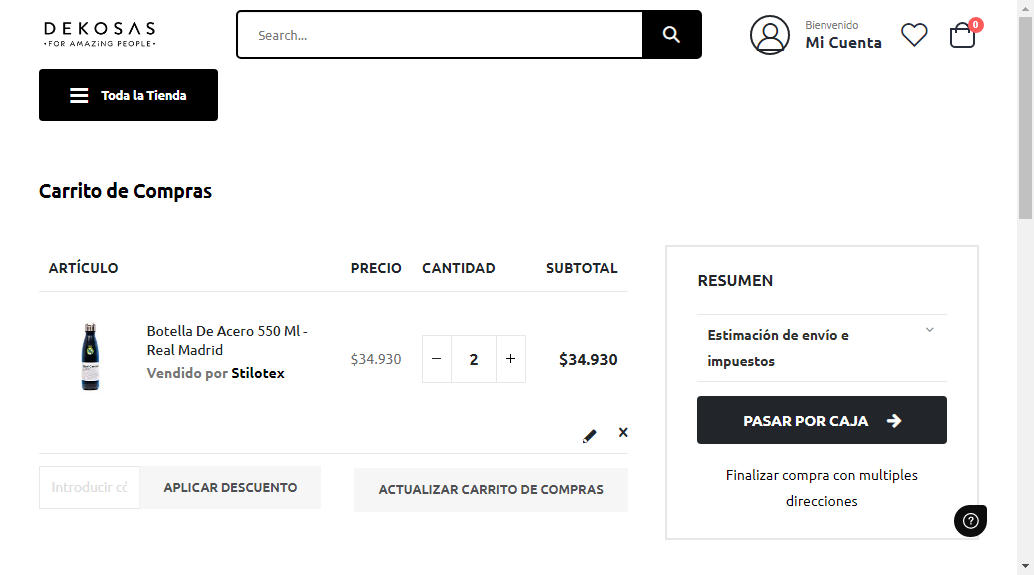 DEKOSAS
•FOR AMAZING PEOPLE•
Search...
Bienvenido
Mi Cuenta
0
Toda la Tienda
Carrito de Compras
ARTÍCULO PRECIO CANTIDAD SUBTOTAL
Botella De Acero 550 Ml -
Real Madrid
Vendido por Stilotex
$34.930
− 2 +
$34.930
APLICAR DESCUENTO
Introducir
ACTUALIZAR CARRITO DE COMPRAS
RESUMEN
Estimación de envío e
impuestos
PASAR POR CAJA
Finalizar compra con multiples
direcciones